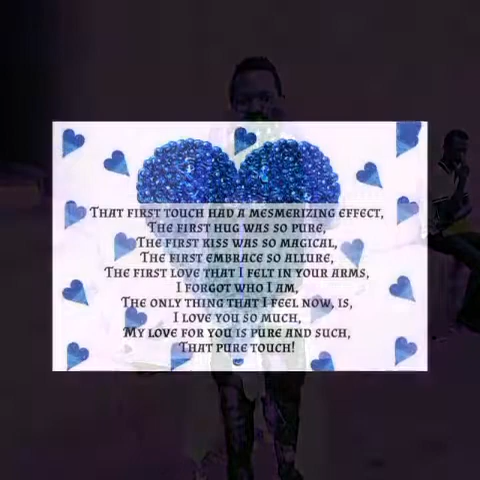 That first touch had a mesmerizing effect,
The first hug was so pure,
The first kiss was so magical,
The first embrace so allure,
The first love that I felt in your arms,
I forgot who I am,
The only thing that I feel now, is,
I love you so much,
My love for you is pure and such,
That pure touch!